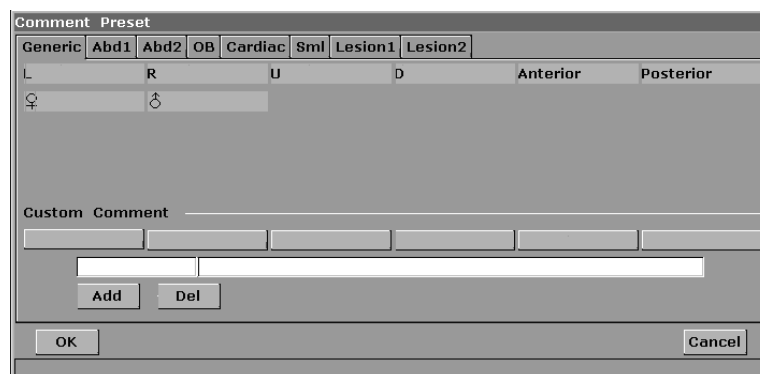 Comment Preset
Generic Abd1 Abd2 OB Cardiac Sml Lesion1 Lesion2
L R U D Anterior Posterior
♀ ♂
Custom Comment
Add Del
OK Cancel